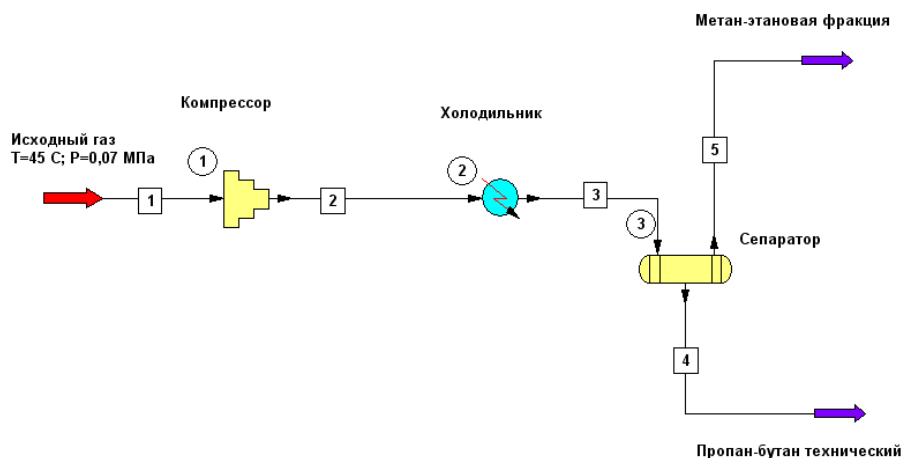 Метан-этановая фракция
Компрессор
Холодильник
Исходный газ
Т=45 С; Р=0,07 МПа
1
2
5
1
2
3
3
Сепаратор
4
Пропан-бутан технический